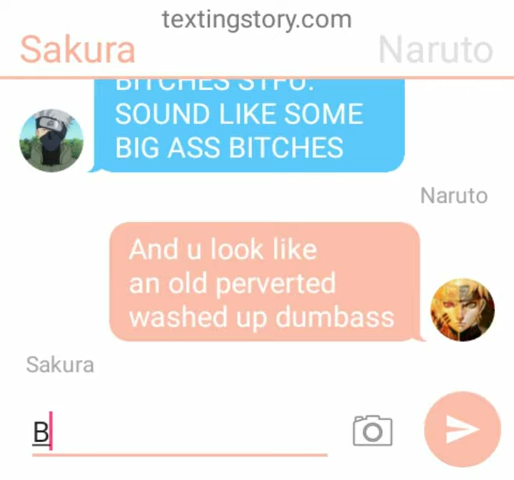 textingstory.com
Sakura Naruto
BITCHES STFU.
SOUND LIKE SOME
BIG ASS BITCHES
Naruto
And u look like
an old perverted
washed up dumbass
Sakura
B